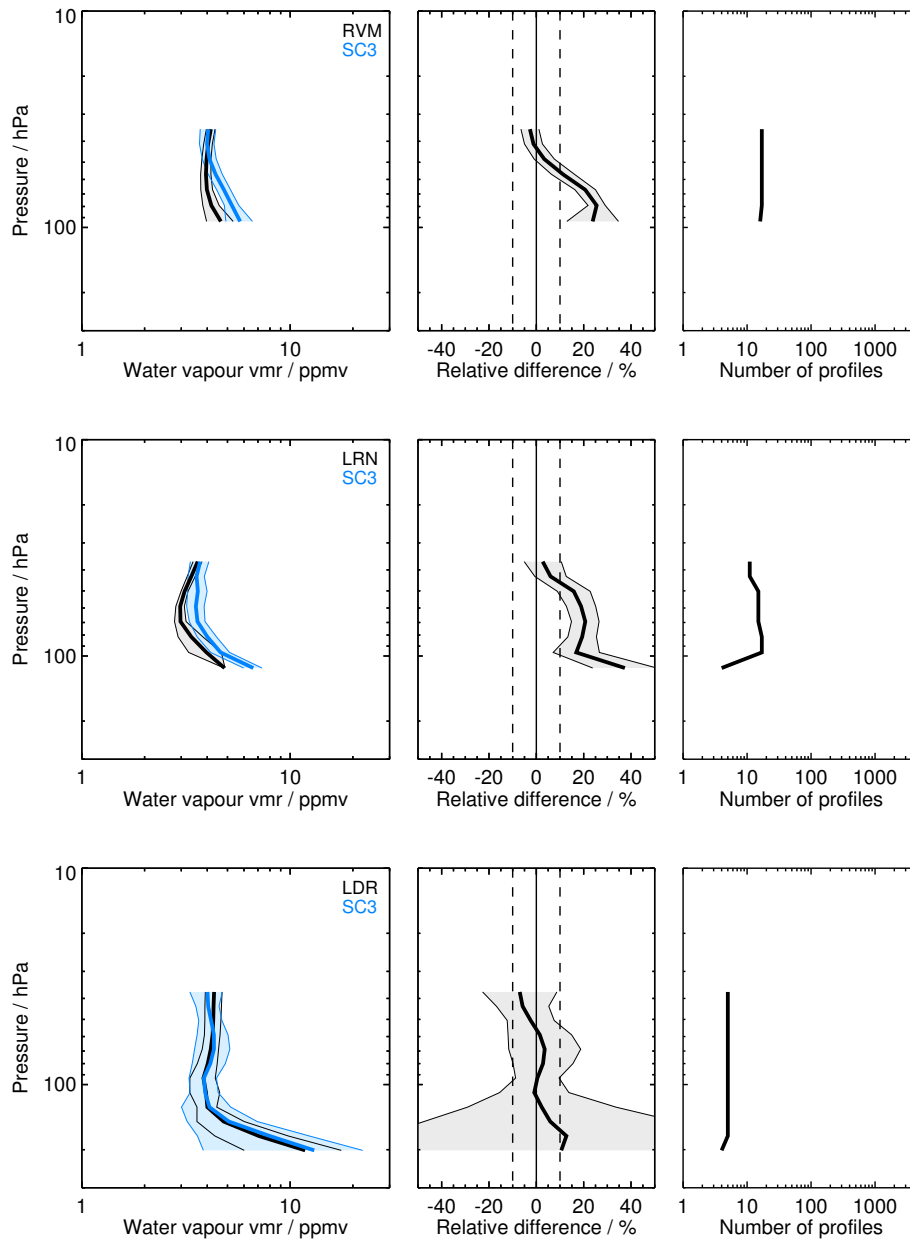 10
100
Pressure / hPa
RVM
SC3
1 10
Water vapour vmr / ppmv
-40 -20 0 20 40
Relative difference / %
1 10 100 1000
Number of profiles
10
100
Pressure / hPa
LRN
SC3
1 10
Water vapour vmr / ppmv
-40 -20 0 20 40
Relative difference / %
1 10 100 1000
Number of profiles
10
100
Pressure / hPa
LDR
SC3
1 10
Water vapour vmr / ppmv
-40 -20 0 20 40
Relative difference / %
1 10 100 1000
Number of profiles